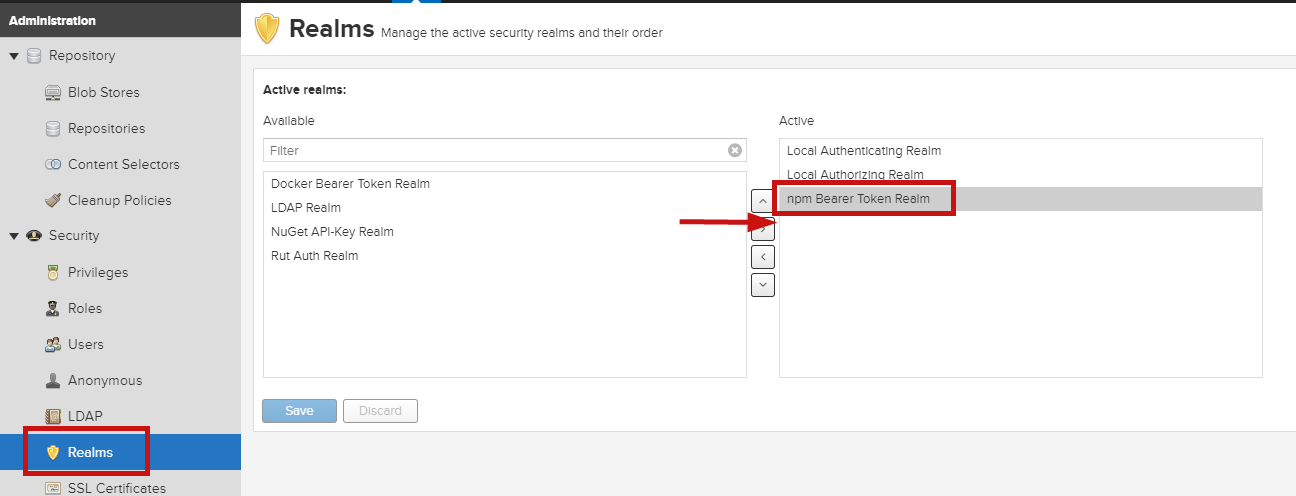 Administration
Repository
Blob Stores
Repositories
Content Selectors
Cleanup Policies
Security
Privileges
Roles
Users
Anonymous
LDAP
Realms
SSL Certificates
Realms Manage the active security realms and their order
Active realms:
Available
Filter
Docker Bearer Token Realm
LDAP Realm
NuGet API-Key Realm
Rut Auth Realm
Active
Local Authenticating Realm
Local Authorizing Realm
npm Bearer Token Realm
Save
Discard